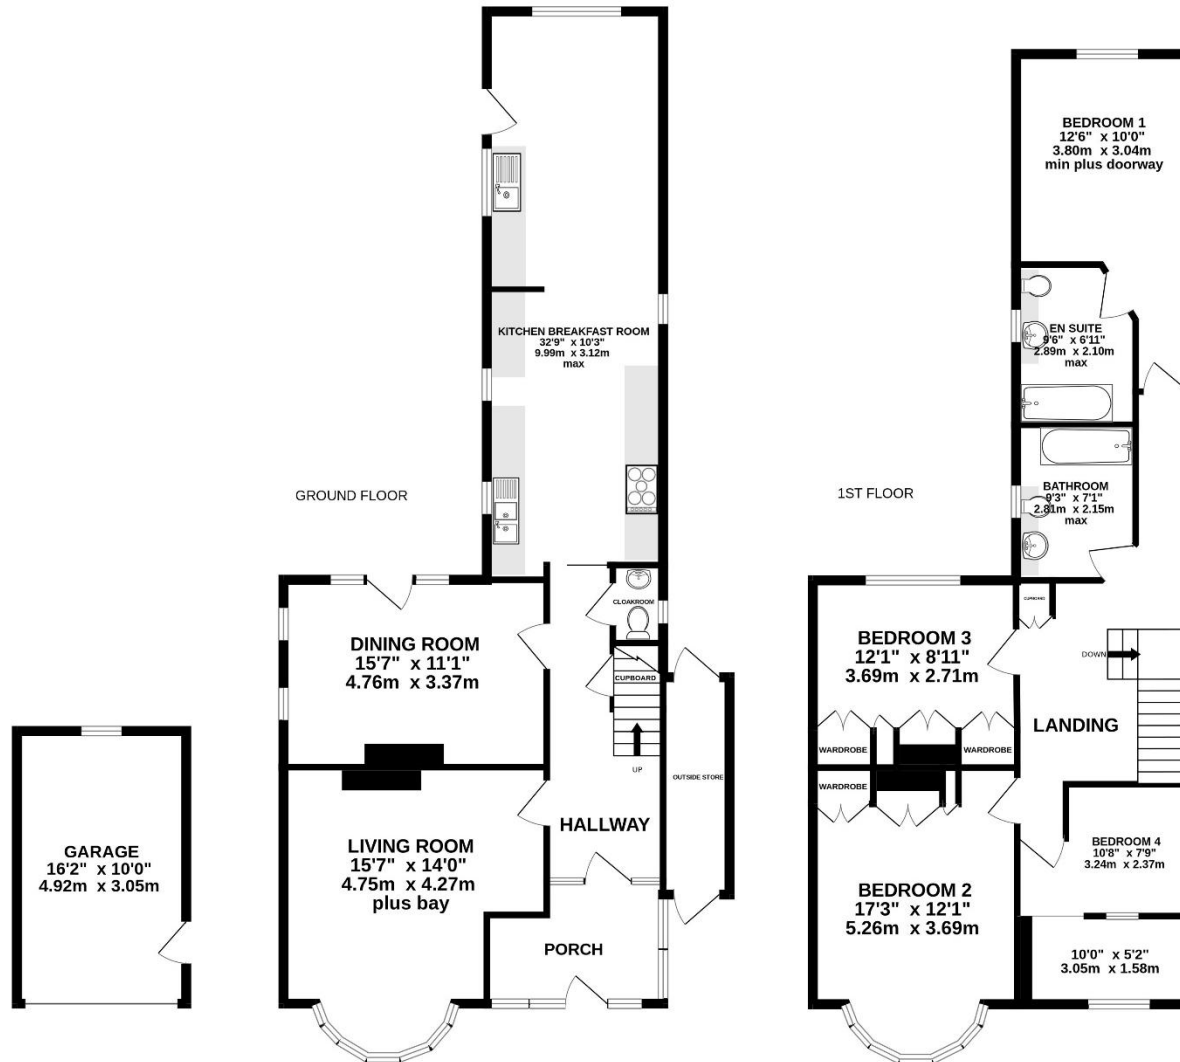 GROUND FLOOR
KITCHEN BREAKFAST ROOM
32'9" x 10'3"
9.99m x 3.12m
max
CLOAKROOM
DINING ROOM
15'7" x 11'1"
4.76m x 3.37m
CUPBOARD
UP
OUTSIDE STORE
HALLWAY
LIVING ROOM
15'7" x 14'0"
4.75m x 4.27m
plus bay
PORCH
GARAGE
16'2" x 10'0"
4.92m x 3.05m
1ST FLOOR
BEDROOM 1
12'6" x 10'0"
3.80m x 3.04m
min plus doorway
EN SUITE
9'6" x 6'11"
2.89m x 2.10m
max
BATHROOM
9'3" x 7'1"
2.81m x 2.15m
max
CUPBOARD
BEDROOM 3
12'1" x 8'11"
3.69m x 2.71m
DOWN
LANDING
WARDROBE
WARDROBE
WARDROBE
BEDROOM 4
10'8" x 7'9"
3.24m x 2.37m
BEDROOM 2
17'3" x 12'1"
5.26m x 3.69m
10'0" x 5'2"
3.05m x 1.58m